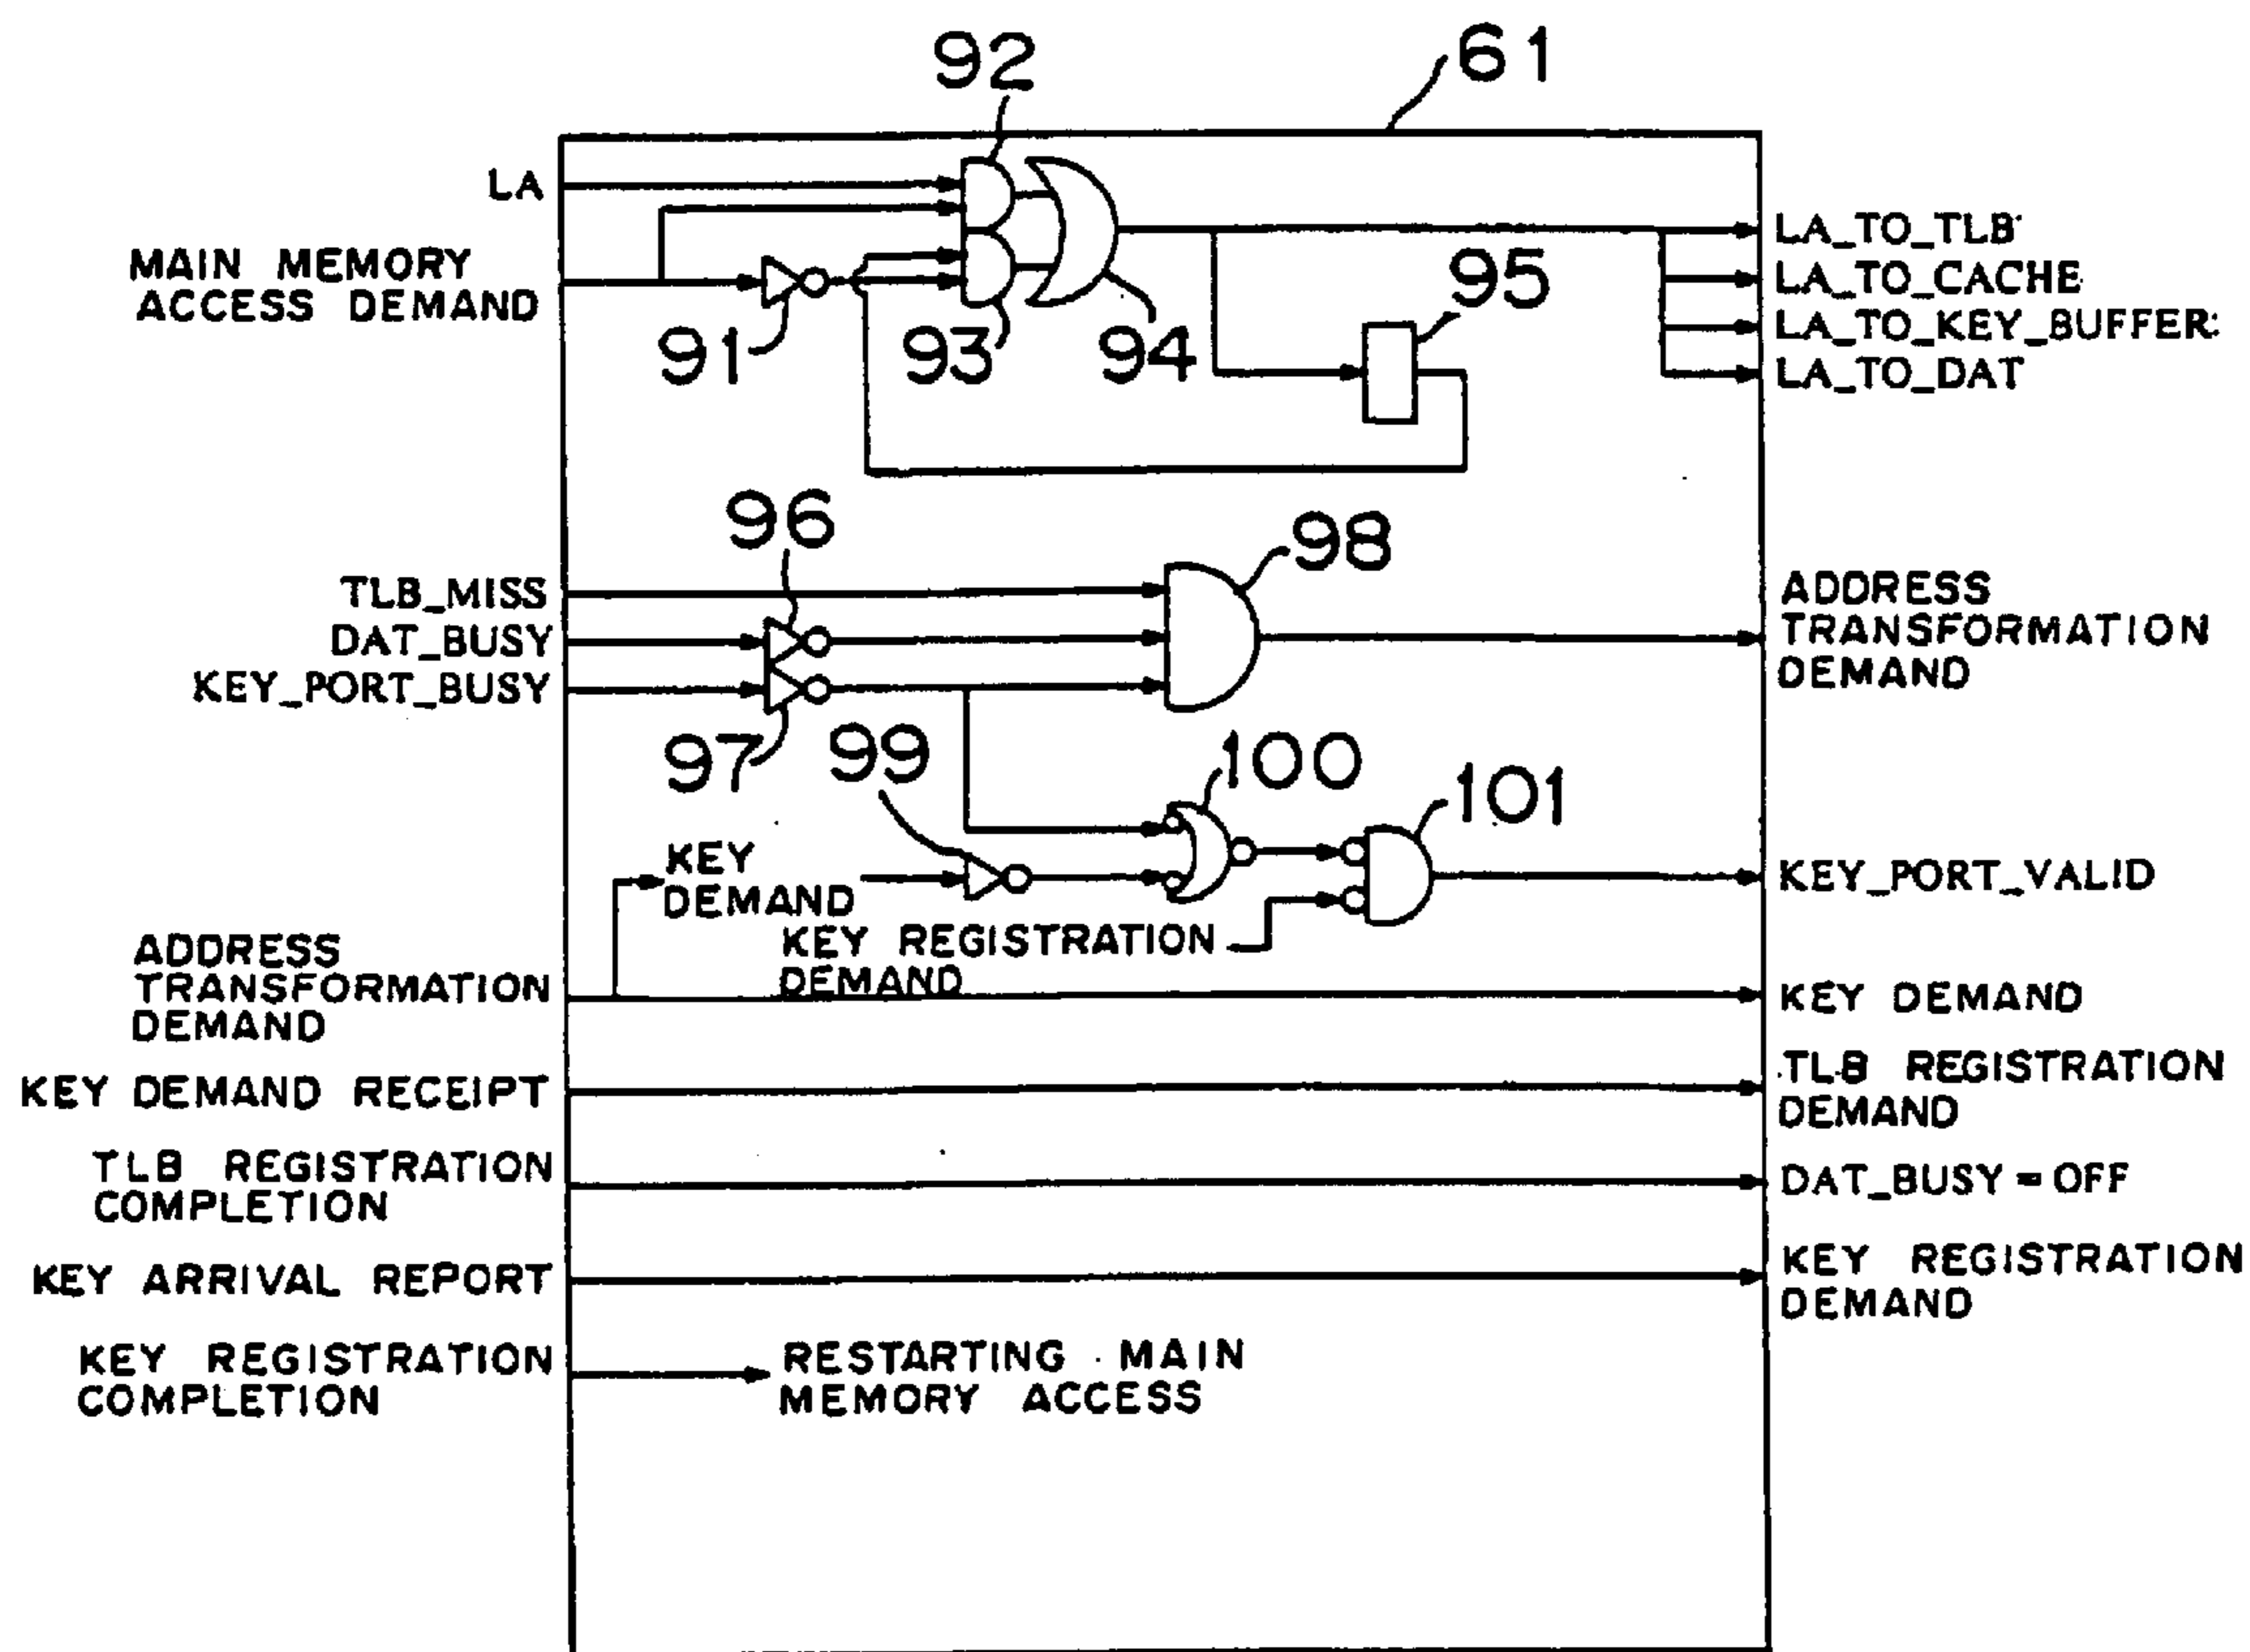 92
61
LA
MAIN MEMORY
ACCESS DEMAND
91
93
94
95
LA_TO_TLB
LA_TO_CACHE
LA_TO_KEY_BUFFER
LA_TO_DAT
96
98
TLB_MISS
DAT_BUSY
KEY_PORT_BUSY
ADDRESS
TRANSFORMATION
DEMAND
97
99
100
101
KEY
DEMAND
KEY REGISTRATION
DEMAND
KEY_PORT_VALID
ADDRESS
TRANSFORMATION
DEMAND
KEY DEMAND
KEY DEMAND RECEIPT
TLB REGISTRATION
DEMAND
TLB REGISTRATION
COMPLETION
DAT_BUSY = OFF
KEY ARRIVAL REPORT
KEY REGISTRATION
DEMAND
KEY REGISTRATION
COMPLETION
RESTARTING MAIN
MEMORY ACCESS